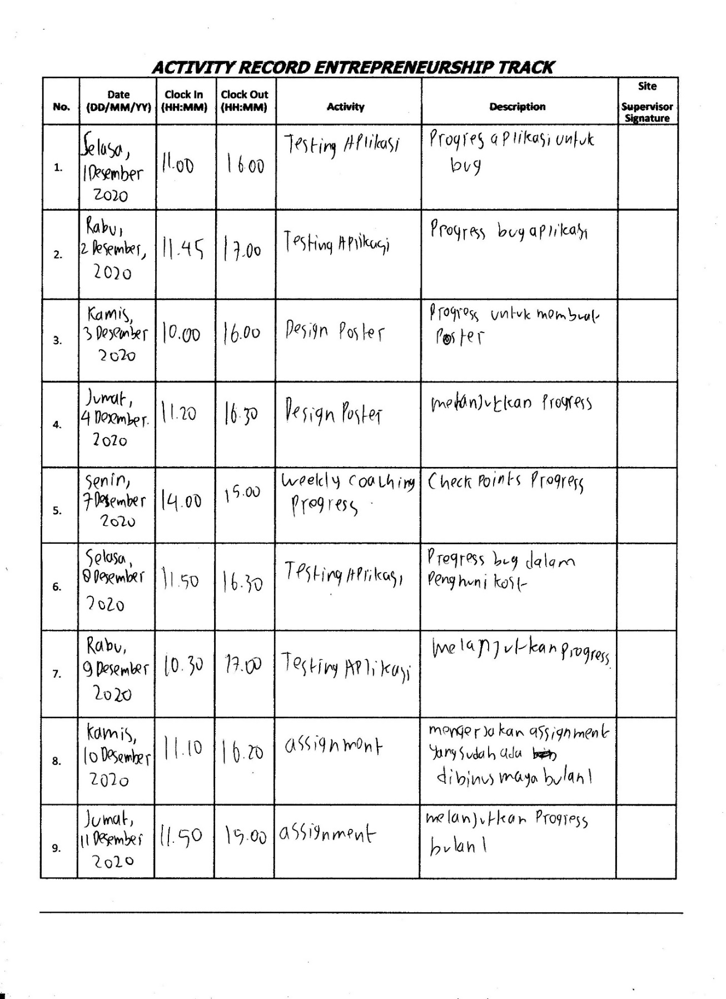 ACTIVITY RECORD ENTREPRENEURSHIP TRACK
No.
Date
(DD/MM/YY)
Clock In
(HH:MM)
Clock Out
(HH:MM)
Activity
Description
Site
Supervisor
Signature
1.
Selasa,
1 Desember
2020
11.00
16.00
Testing Aplikasi
Progres aplikasi untuk
bug
2.
Rabu,
2 Desember,
2020
11.45
17.00
Testing Aplikasi
Progress bug aplikasi
3.
Kamis,
3 Desember
2020
10.00
16.00
Design Poster
Progress untuk membuat
Poster
4.
Jumat,
4 Desember.
2020
11.20
16.30
Design Poster
melanjutkan Progress
5.
Senin,
7 Desember
2020
14.00
15.00
Weekly coaching
Progress
Check Points Progress
6.
Selasa,
8 Desember
2020
11.50
16.30
Testing Aplikasi
Progress bug dalam
Penghuni kost
7.
Rabu,
9 Desember
2020
10.30
17.00
Testing Aplikasi
melanjutkan progress
8.
Kamis,
10 Desember
2020
11.10
16.20
assignment
mengerjakan assignment
yang sudah ada
dibinus maya bulan 1
9.
Jumat,
11 Desember
2020
11.50
15.00
assignment
melanjutkan Progress
bulan 1